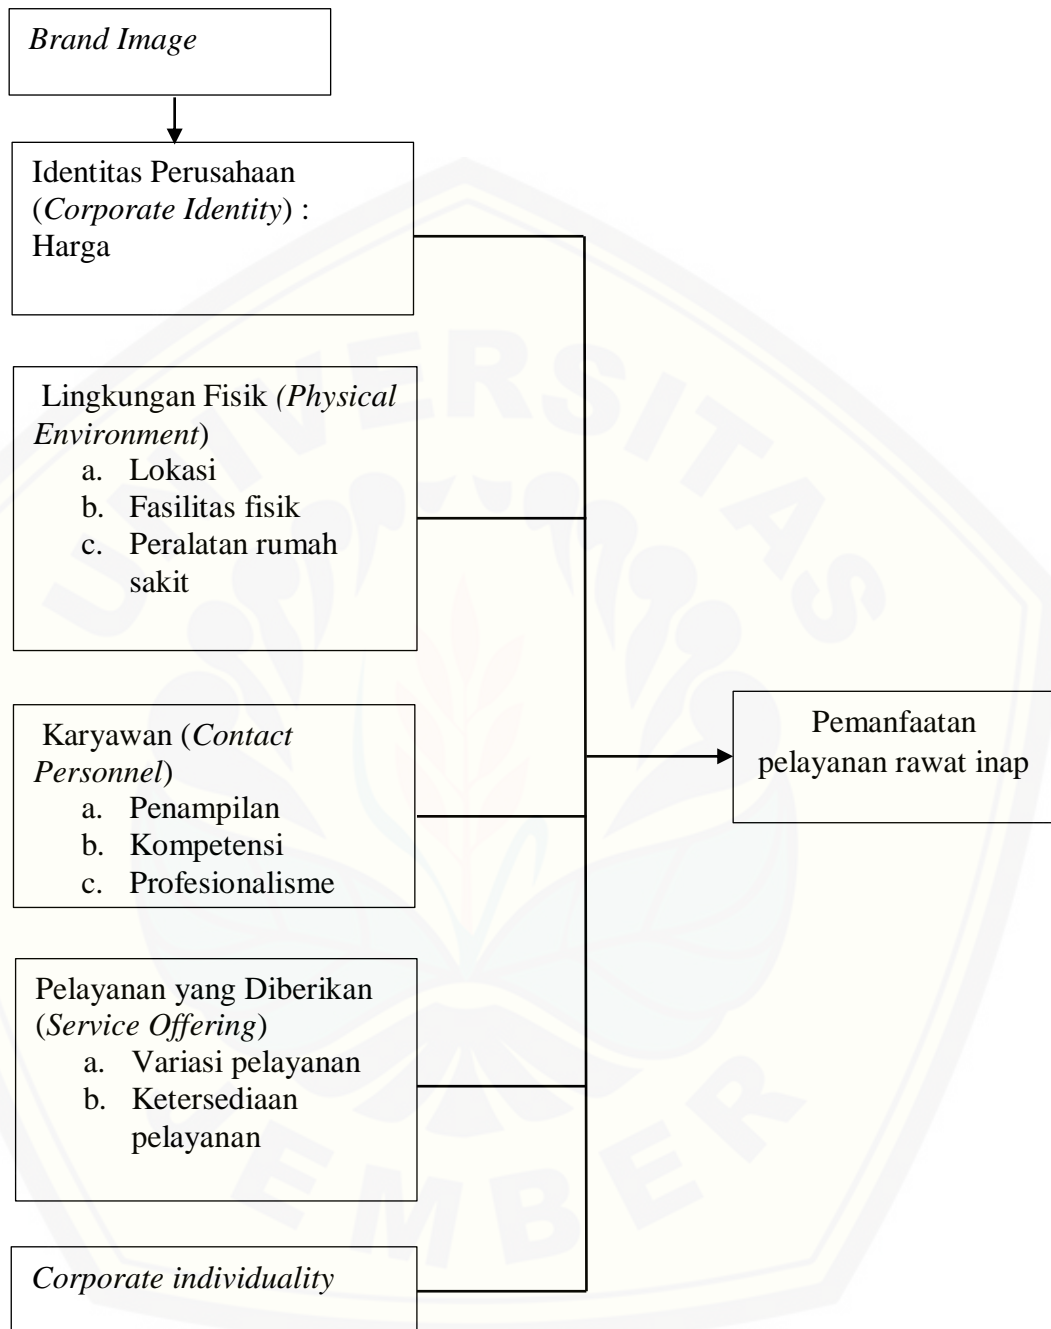 Brand Image
Identitas Perusahaan
(Corporate Identity) :
Harga
Lingkungan Fisik (Physical
Environment)
a. Lokasi
b. Fasilitas fisik
c. Peralatan rumah
sakit
Karyawan (Contact
Personnel)
a. Penampilan
b. Kompetensi
c. Profesionalisme
Pemanfaatan
pelayanan rawat inap
Pelayanan yang Diberikan
(Service Offering)
a. Variasi pelayanan
b. Ketersediaan
pelayanan
Corporate individuality
UNIVERSITAS
JEMBER